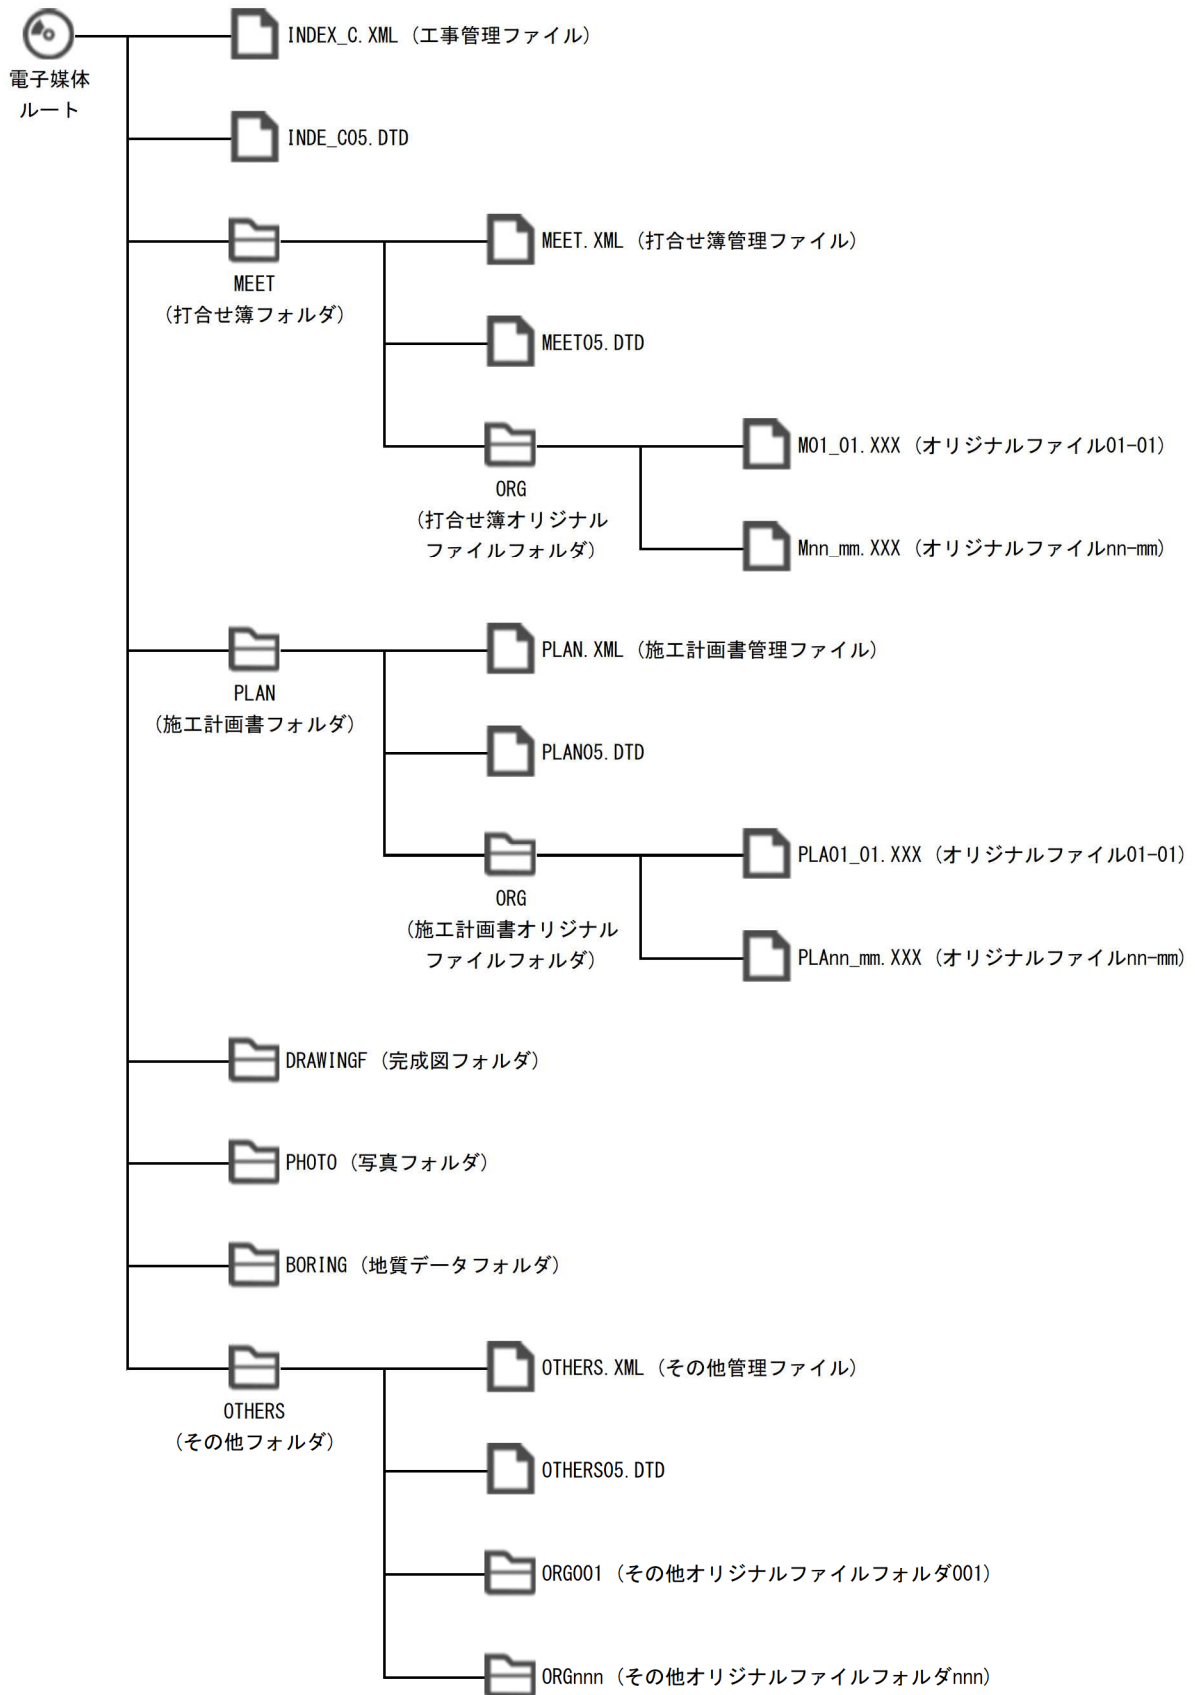 INDEX_C.XML（工事管理ファイル）
電子媒体
ルート
INDE_C05.DTD
MEET
（打合せ簿フォルダ）
MEET.XML（打合せ簿管理ファイル）
MEET05.DTD
ORG
（打合せ簿オリジナル
ファイルフォルダ）
M01_01.XXX（オリジナルファイル01-01）
Mnn_mm.XXX（オリジナルファイルnn-mm）
PLAN
（施工計画書フォルダ）
PLAN.XML（施工計画書管理ファイル）
PLAN05.DTD
ORG
（施工計画書オリジナル
ファイルフォルダ）
PLA01_01.XXX（オリジナルファイル01-01）
PLAnn_mm.XXX（オリジナルファイルnn-mm）
DRAWINGF（完成図フォルダ）
PHOTO（写真フォルダ）
BORING（地質データフォルダ）
OTHERS
（その他フォルダ）
OTHERS.XML（その他管理ファイル）
OTHERS05.DTD
ORG001（その他オリジナルファイルフォルダ001）
ORGnnn（その他オリジナルファイルフォルダnnn）